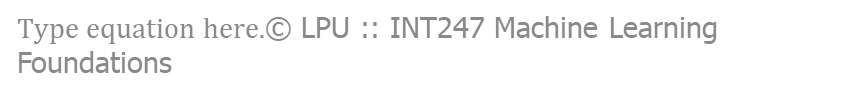 Type equation here.© LPU :: INT247 Machine Learning
Foundations